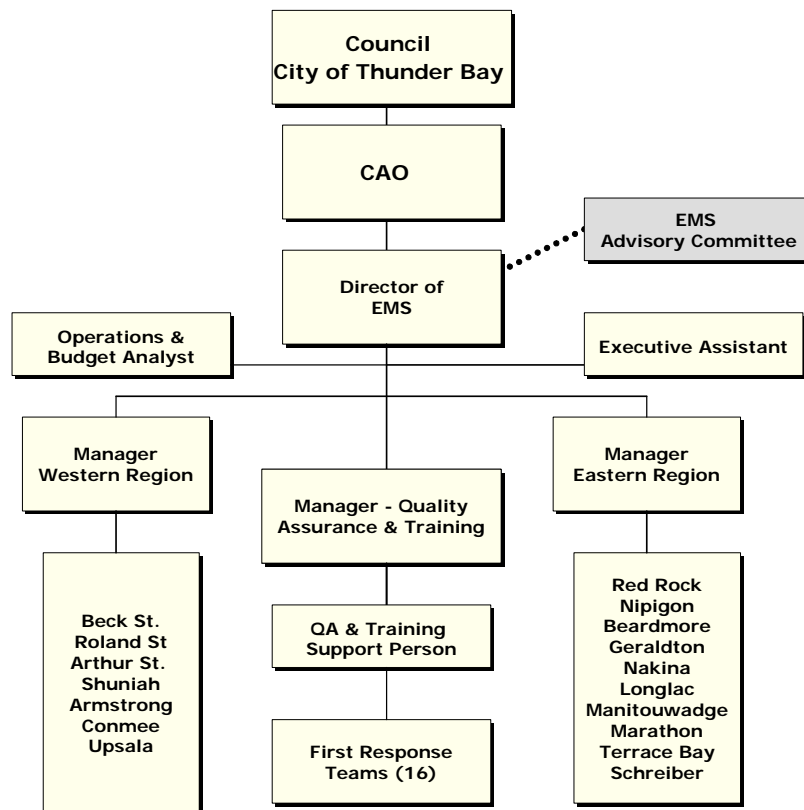 Council
City of Thunder Bay
CAO
EMS
Advisory Committee
Director of
EMS
Operations &
Budget Analyst
Executive Assistant
Manager
Western Region
Manager - Quality
Assurance & Training
Manager
Eastern Region
Beck St.
Roland St
Arthur St.
Shuniah
Armstrong
Conmee
Upsala
QA & Training
Support Person
First Response
Teams (16)
Red Rock
Nipigon
Beardmore
Geraldton
Nakina
Longlac
Manitouwadge
Marathon
Terrace Bay
Schreiber